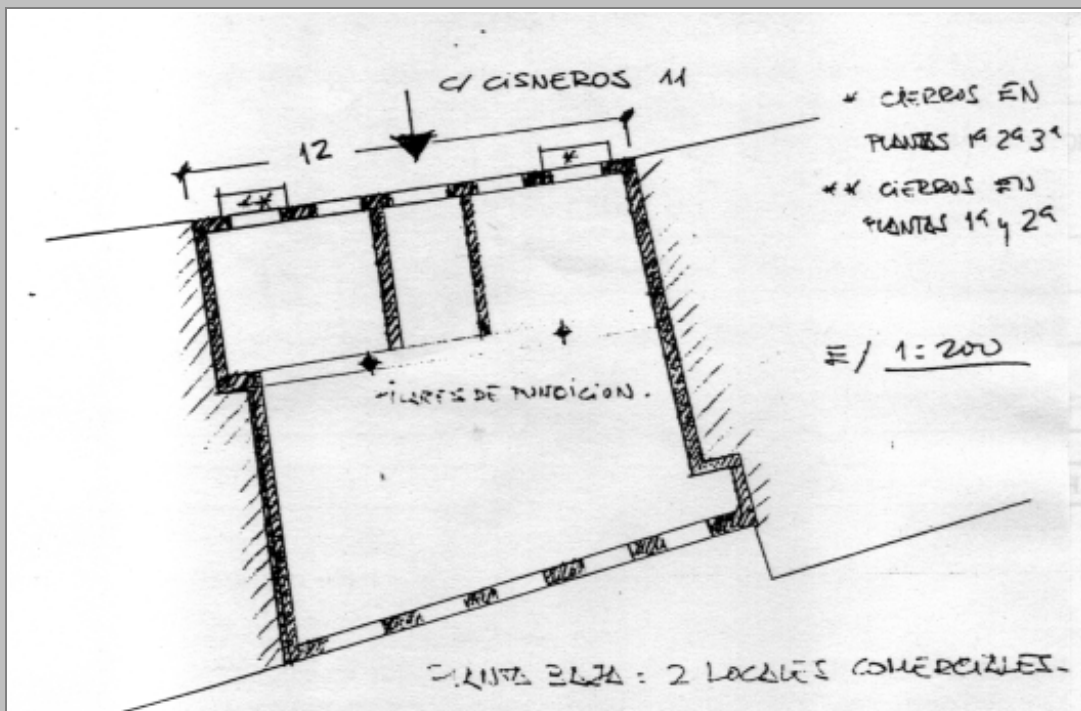 C/ CISNEROS 11
12
* CIERROS EN
PLANTAS 1ª 2ª 3ª
** CIERROS EN
PLANTAS 1ª y 2ª
*
**
E/ 1:200
PILARES DE FUNDICION.
PLANTA BAJA: 2 LOCALES COMERCIALES.